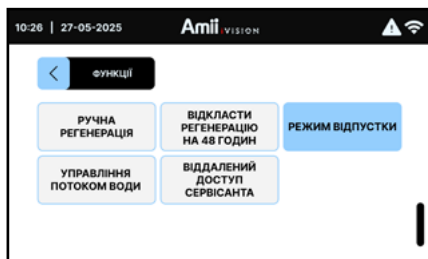 10:26 | 27-05-2025
Amii.VISION
ФУНКЦІЇ
РУЧНА
РЕГЕНЕРАЦІЯ
ВІДКЛАСТИ
РЕГЕНЕРАЦІЮ
НА 48 ГОДИН
РЕЖИМ ВІДПУСТКИ
УПРАВЛІННЯ
ПОТОКОМ ВОДИ
ВІДДАЛЕНИЙ
ДОСТУП
СЕРВІСАНТА